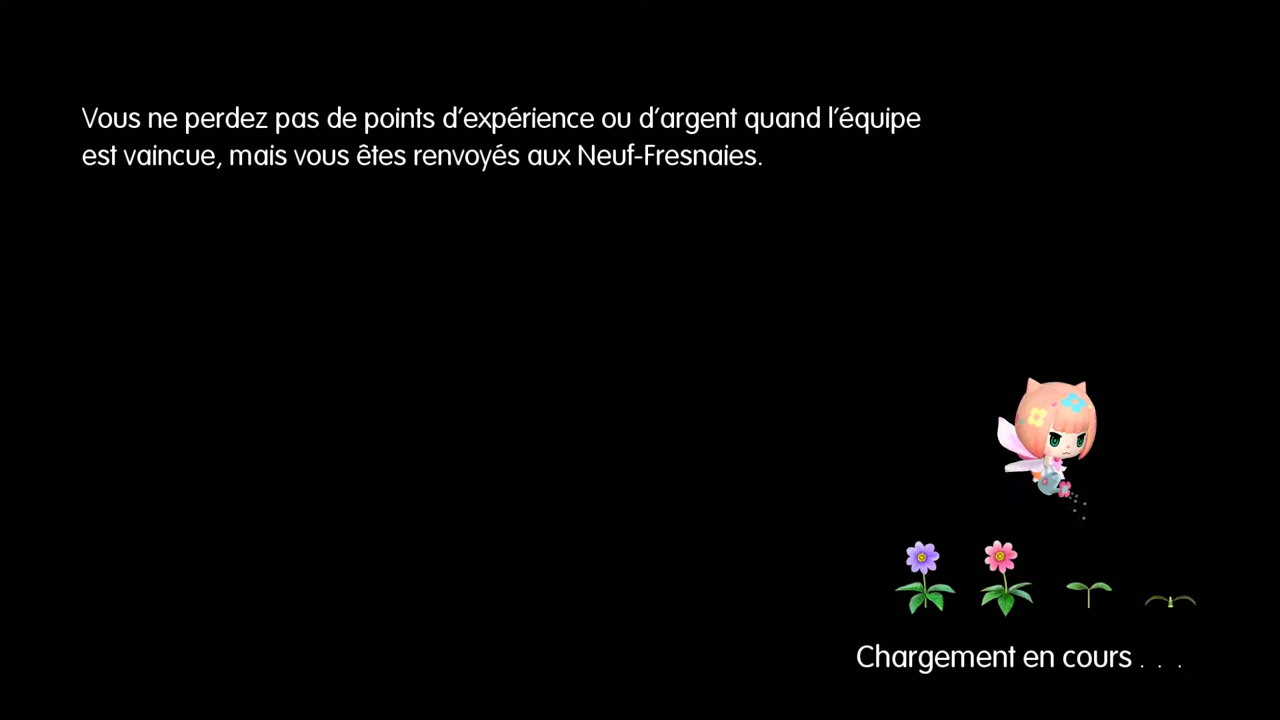 Vous ne perdez pas de points d'expérience ou d'argent quand l'équipe
est vaincue, mais vous êtes renvoyés aux Neuf-Fresnaies.
Chargement en cours . . .